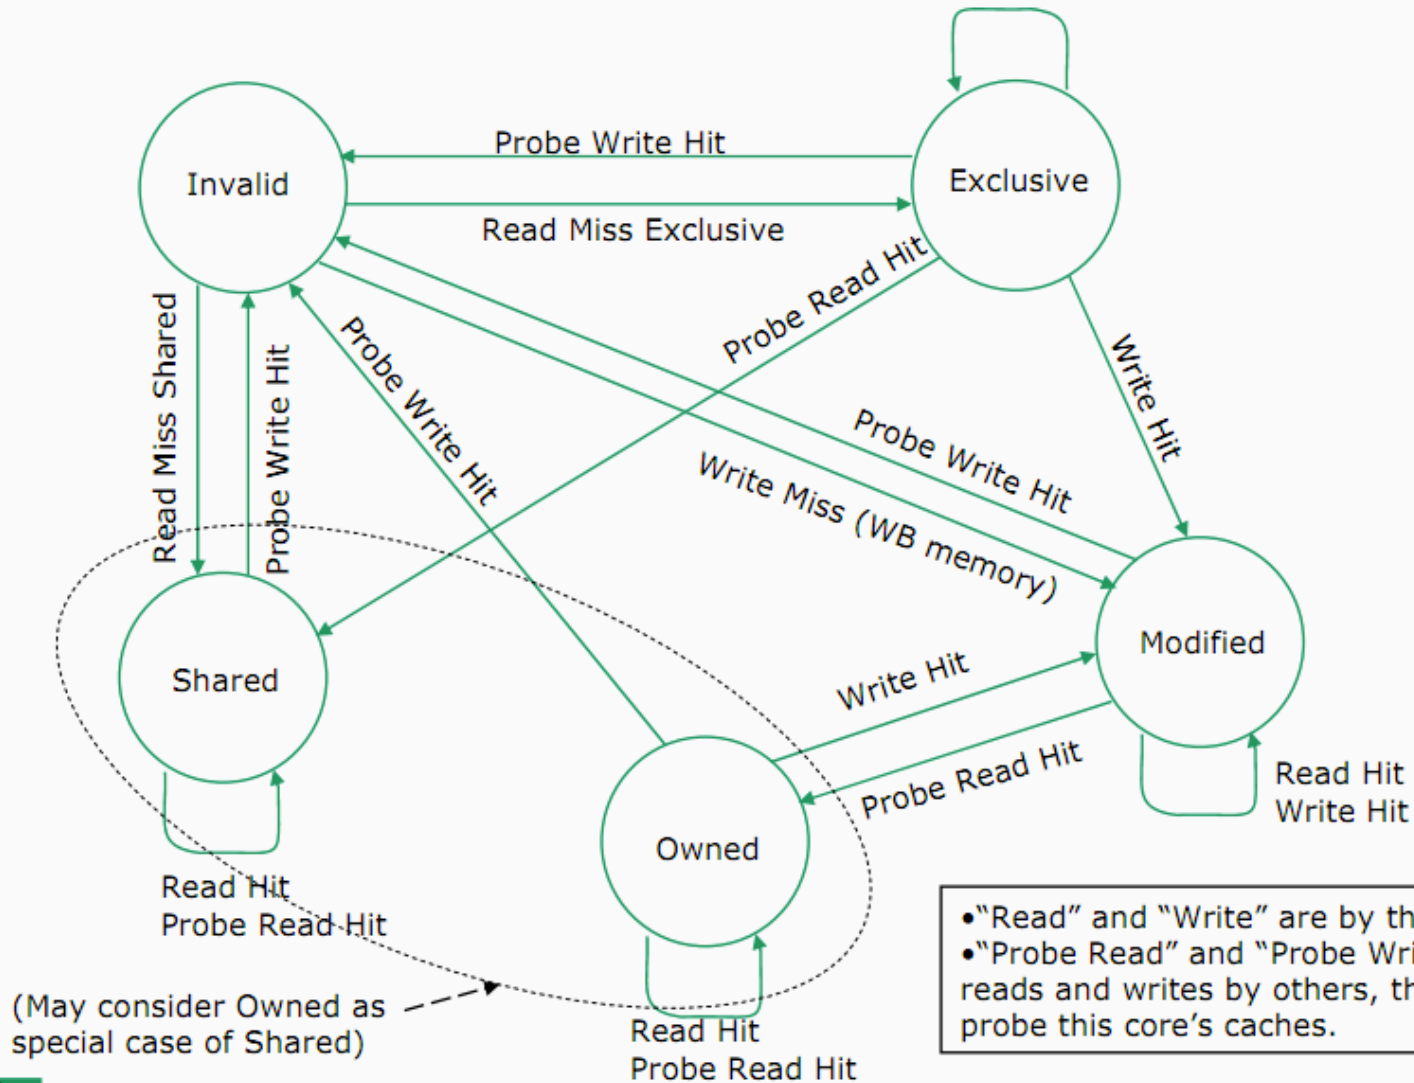 Probe Write Hit
Invalid
Exclusive
Read Miss Exclusive
Probe Read Hit
Read Miss Shared
Probe Write Hit
Probe Write Hit
Write Hit
Probe Write Hit
Write Miss (WB memory)
Modified
Shared
Write Hit
Probe Read Hit
Read Hit
Write Hit
Owned
Read Hit
Probe Read Hit
•“Read” and “Write” are by th
•“Probe Read” and “Probe Wri
reads and writes by others, th
probe this core’s caches.
(May consider Owned as
special case of Shared)
Read Hit
Probe Read Hit